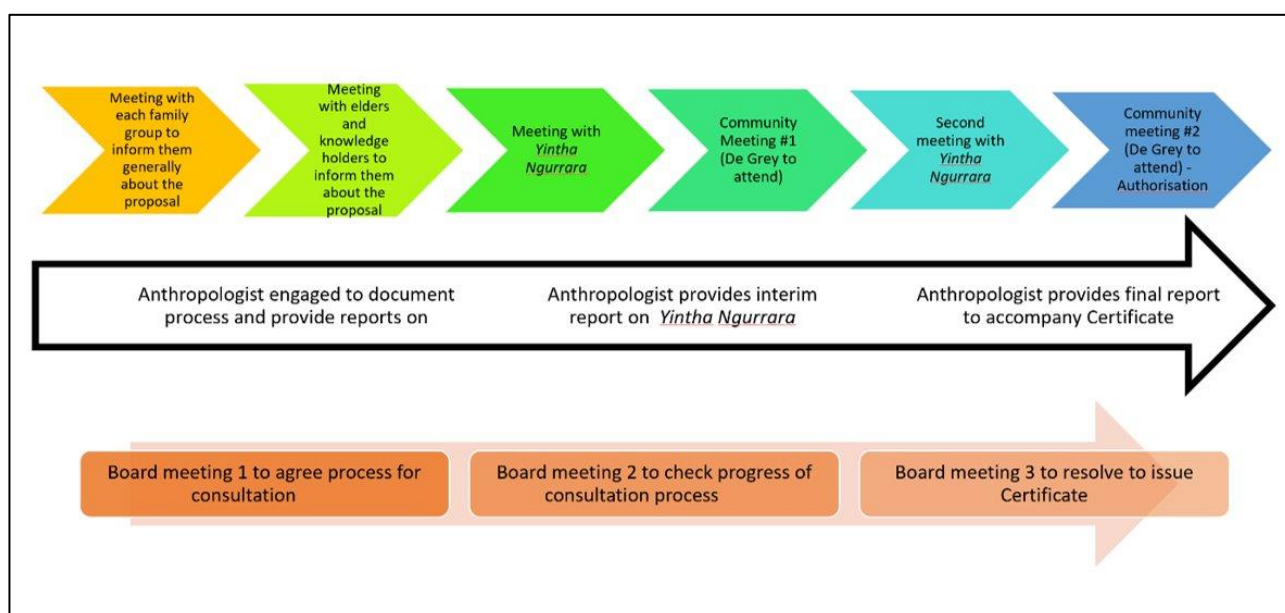 Meeting with
each family
group to
inform them
generally
about the
proposal
Meeting
with elders
and
knowledge
holders to
inform them
about the
proposal
Meeting with
Yintha
Ngurrara
Community
Meeting #1
(De Grey to
attend)
Second
meeting with
Yintha
Ngurrara
Community
meeting #2
(De Grey to
attend) -
Authorisation
Anthropologist engaged to document
process and provide reports on
Anthropologist provides interim
report on Yintha Ngurrara
Anthropologist provides final report
to accompany Certificate
Board meeting 1 to agree process for
consultation
Board meeting 2 to check progress of
consultation process
Board meeting 3 to resolve to issue
Certificate